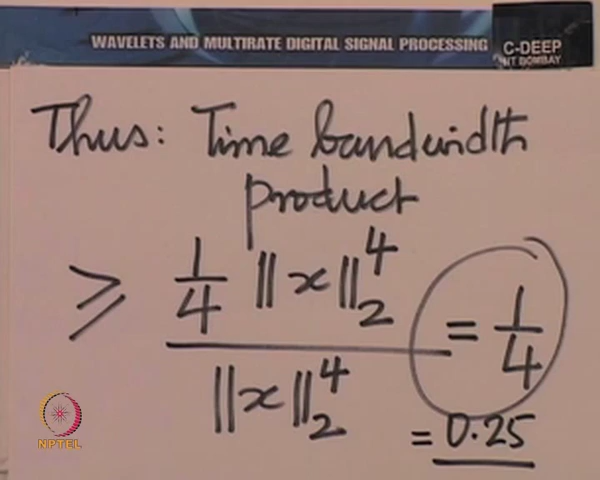 WAVELETS AND MULTIRATE DIGITAL SIGNAL PROCESSING
C-DEEP
IIT BOMBAY
Thus: Time bandwidth
product
≥ 1/4 ||x||₂⁴ / ||x||₂⁴ = 1/4
= 0.25
NPTEL